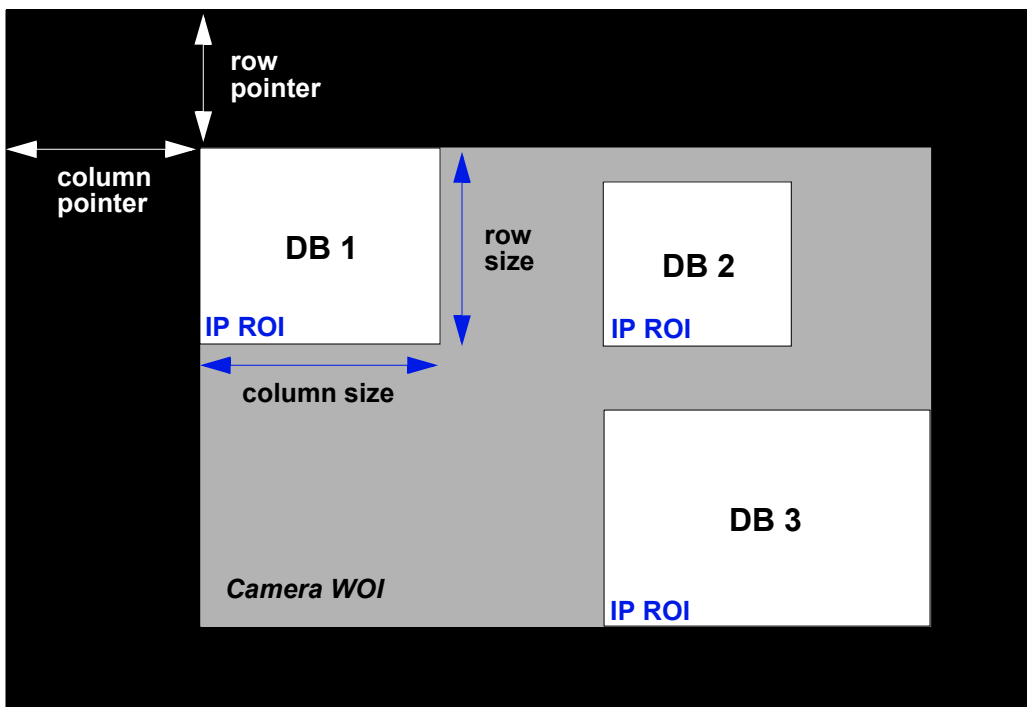 row
pointer
column
pointer
DB 1
IP ROI
row
size
column size
DB 2
IP ROI
DB 3
IP ROI
Camera WOI